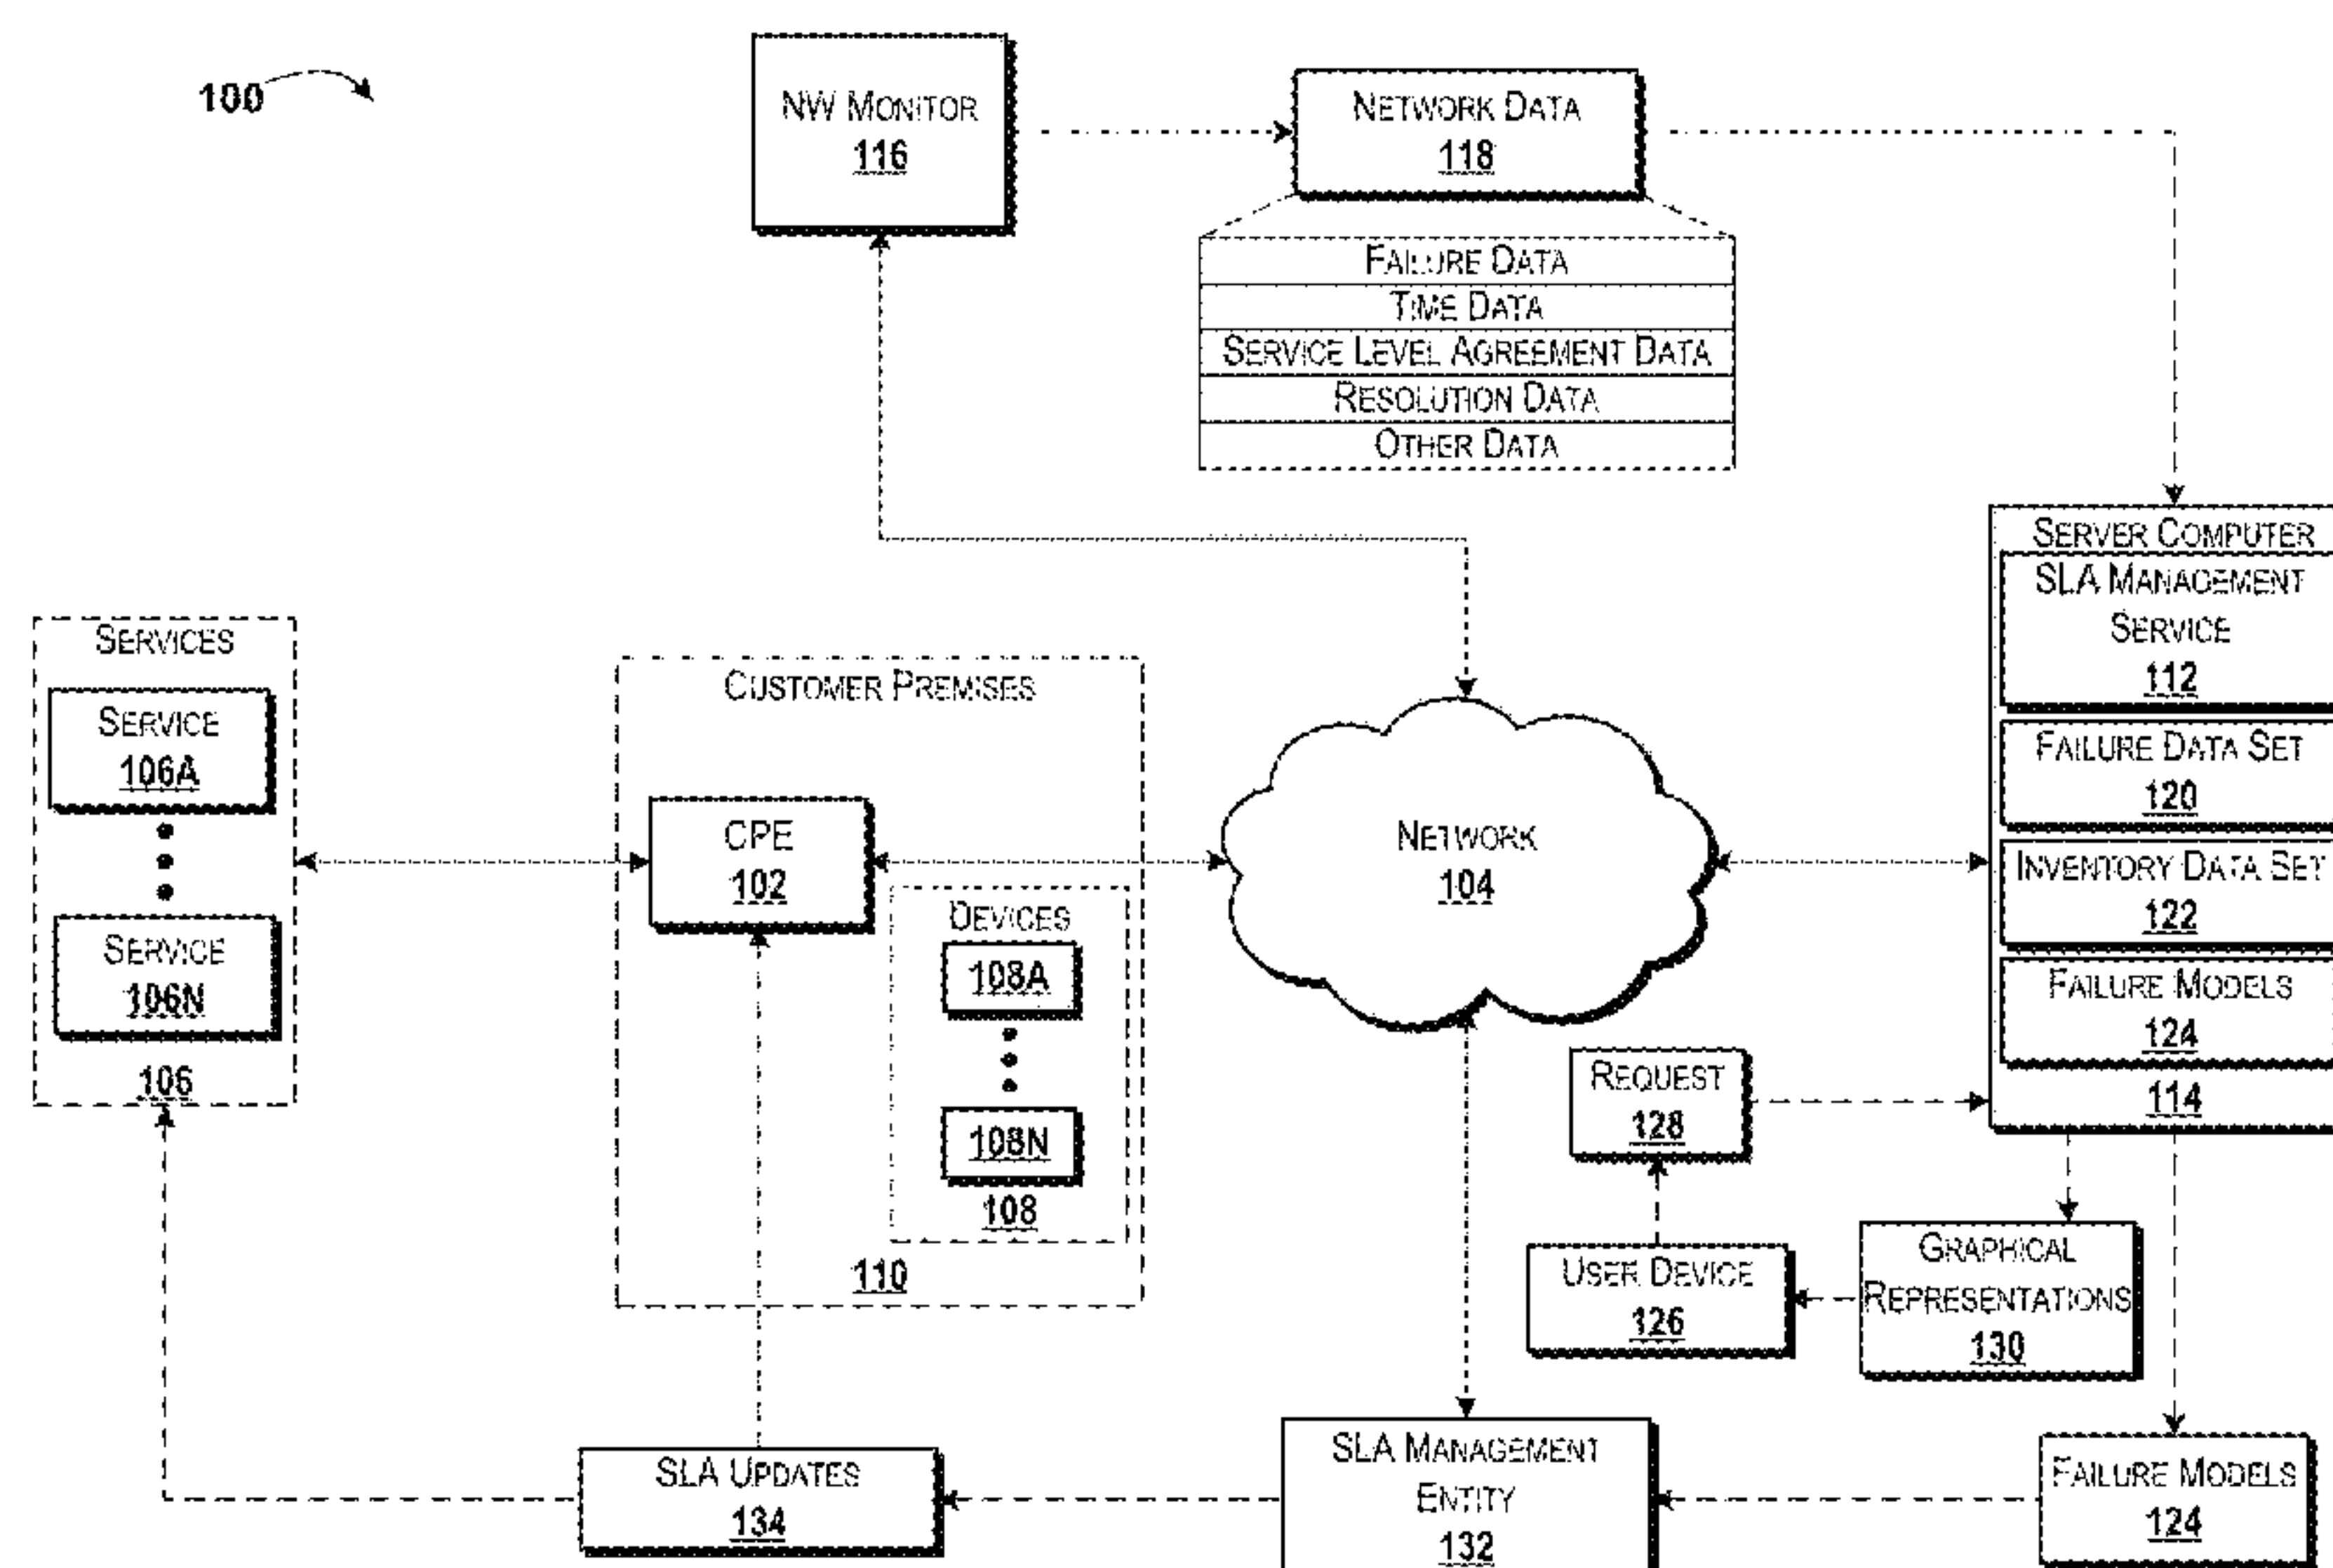 100
NW MONITOR
116
NETWORK DATA
118
FAILURE DATA
TIME DATA
SERVICE LEVEL AGREEMENT DATA
RESOLUTION DATA
OTHER DATA
SERVER COMPUTER
SLA MANAGEMENT
SERVICE
112
FAILURE DATA SET
120
INVENTORY DATA SET
122
FAILURE MODELS
124
114
SERVICES
SERVICE
106A
SERVICE
106N
106
CUSTOMER PREMISES
CPE
102
DEVICES
108A
108N
108
110
NETWORK
104
REQUEST
128
USER DEVICE
126
GRAPHICAL
REPRESENTATIONS
130
SLA UPDATES
134
SLA MANAGEMENT
ENTITY
132
FAILURE MODELS
124